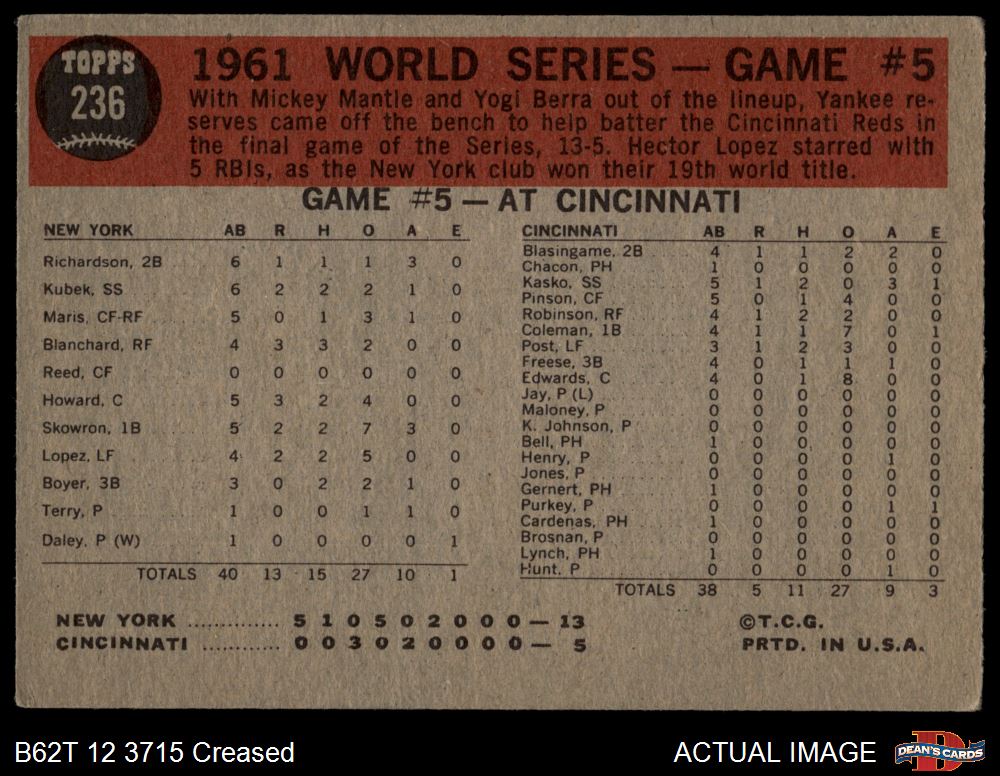 TOPPS
236
1961 WORLD SERIES — GAME #5
With Mickey Mantle and Yogi Berra out of the lineup, Yankee re-
serves came off the bench to help batter the Cincinnati Reds in
the final game of the Series, 13-5. Hector Lopez starred with
5 RBIs, as the New York club won their 19th world title.
GAME #5 — AT CINCINNATI
NEW YORK AB R H O A E
Richardson, 2B 6 1 1 1 3 0
Kubek, SS 6 2 2 2 1 0
Maris, CF-RF 5 0 1 3 1 0
Blanchard, RF 4 3 3 2 0 0
Reed, CF 0 0 0 0 0 0
Howard, C 5 3 2 4 0 0
Skowron, 1B 5 2 2 7 3 0
Lopez, LF 4 2 2 5 0 0
Boyer, 3B 3 0 2 2 1 0
Terry, P 1 0 0 1 1 0
Daley, P (W) 1 0 0 0 0 1
TOTALS 40 13 15 27 10 1
CINCINNATI AB R H O A E
Blasingame, 2B 4 1 1 2 2 0
Chacon, PH 1 0 0 0 0 0
Kasko, SS 5 1 2 0 3 1
Pinson, CF 5 0 1 4 0 0
Robinson, RF 4 1 2 2 0 0
Coleman, 1B 4 1 1 7 0 1
Post, LF 3 1 2 3 0 0
Freese, 3B 4 0 1 1 1 0
Edwards, C 4 0 1 8 0 0
Jay, P (L) 0 0 0 0 0 0
Maloney, P 0 0 0 0 0 0
K. Johnson, P 0 0 0 0 0 0
Bell, PH 1 0 0 0 0 0
Henry, P 0 0 0 0 1 0
Jones, P 0 0 0 0 0 0
Gernert, PH 1 0 0 0 0 0
Purkey, P 0 0 0 0 1 1
Cardenas, PH 1 0 0 0 0 0
Brosnan, P 0 0 0 0 0 0
Lynch, PH 1 0 0 0 0 0
Hunt, P 0 0 0 0 1 0
TOTALS 38 5 11 27 9 3
NEW YORK .............. 5 1 0 5 0 2 0 0 0 — 13
CINCINNATI ............ 0 0 3 0 2 0 0 0 0 — 5
©T.C.G.
PRTD. IN U.S.A.
B62T 12 3715 Creased
ACTUAL IMAGE
DEAN'S CARDS